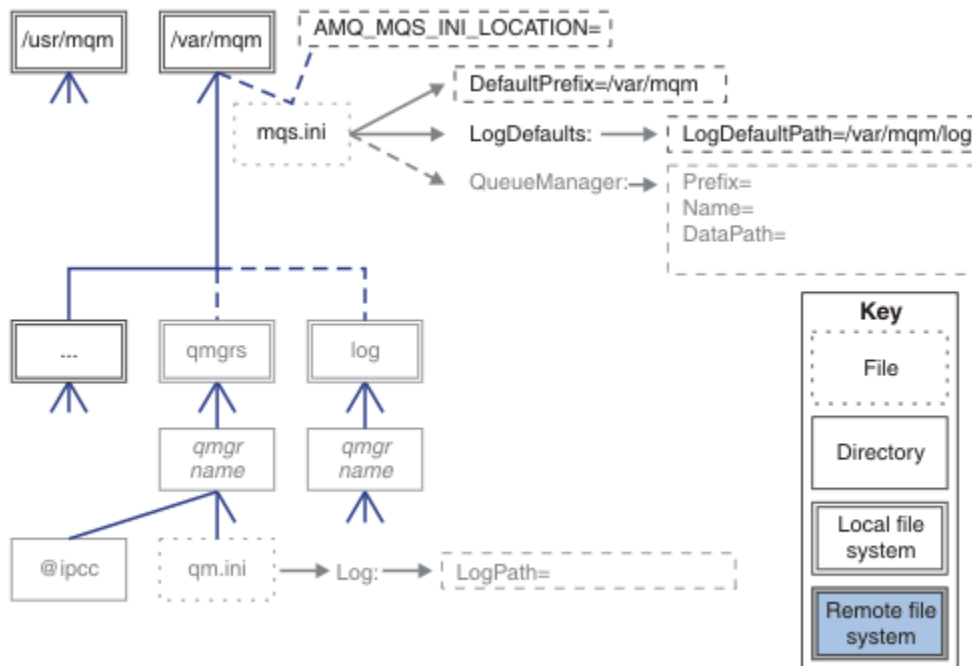 /usr/mqm
/var/mqm
AMQ_MQS_INI_LOCATION=
mqs.ini
DefaultPrefix=/var/mqm
LogDefaults:
LogDefaultPath=/var/mqm/log
QueueManager:
Prefix=
Name=
DataPath=
...
qmgrs
log
qmgr
name
qmgr
name
@ipcc
qm.ini
Log:
LogPath=
Key
File
Directory
Local file
system
Remote file
system